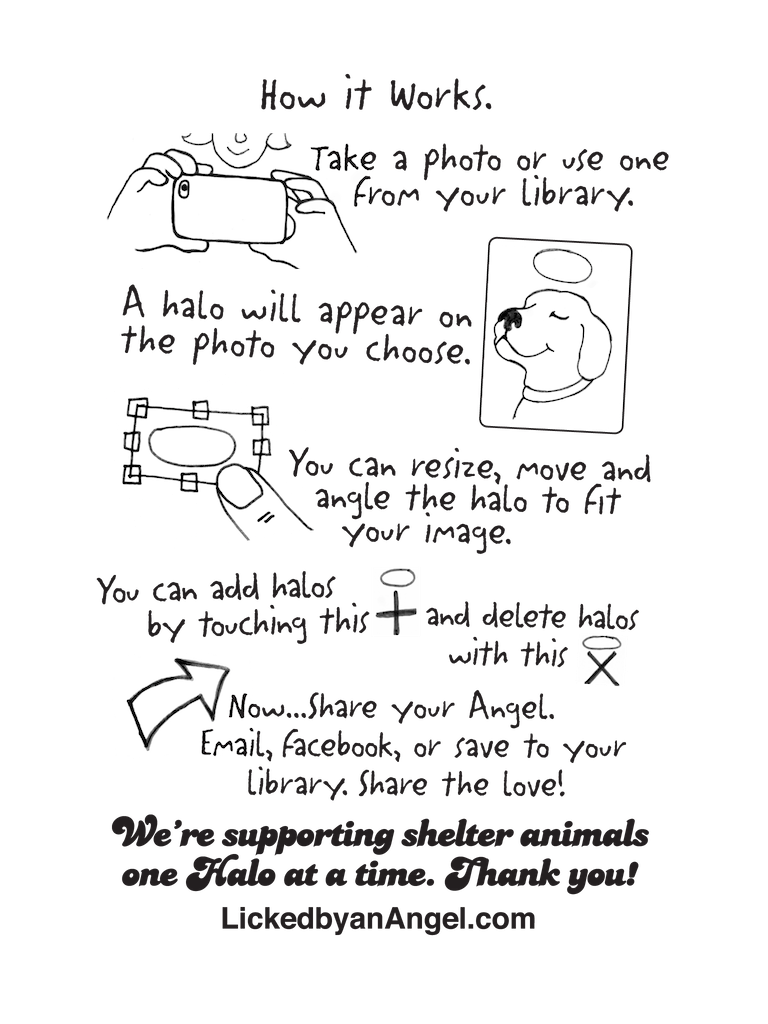 How it Works.
Take a photo or use one
from your library.
A halo will appear on
the photo you choose.
You can resize, move and
angle the halo to fit
your image.
You can add halos
by touching this + and delete halos
with this X
Now...Share your Angel.
Email, Facebook, or save to your
library. Share the love!
We're supporting shelter animals
one Halo at a time. Thank you!
LickedbyanAngel.com